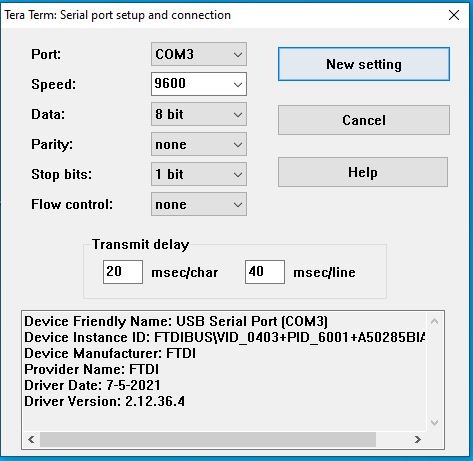 Tera Term: Serial port setup and connection
Port: COM3
New setting
Speed: 9600
Data: 8 bit
Cancel
Parity: none
Stop bits: 1 bit
Help
Flow control: none
Transmit delay
20 msec/char 40 msec/line
Device Friendly Name: USB Serial Port (COM3)
Device Instance ID: FTDIBUS\VID_0403+PID_6001+A50285BIA
Device Manufacturer: FTDI
Provider Name: FTDI
Driver Date: 7-5-2021
Driver Version: 2.12.36.4